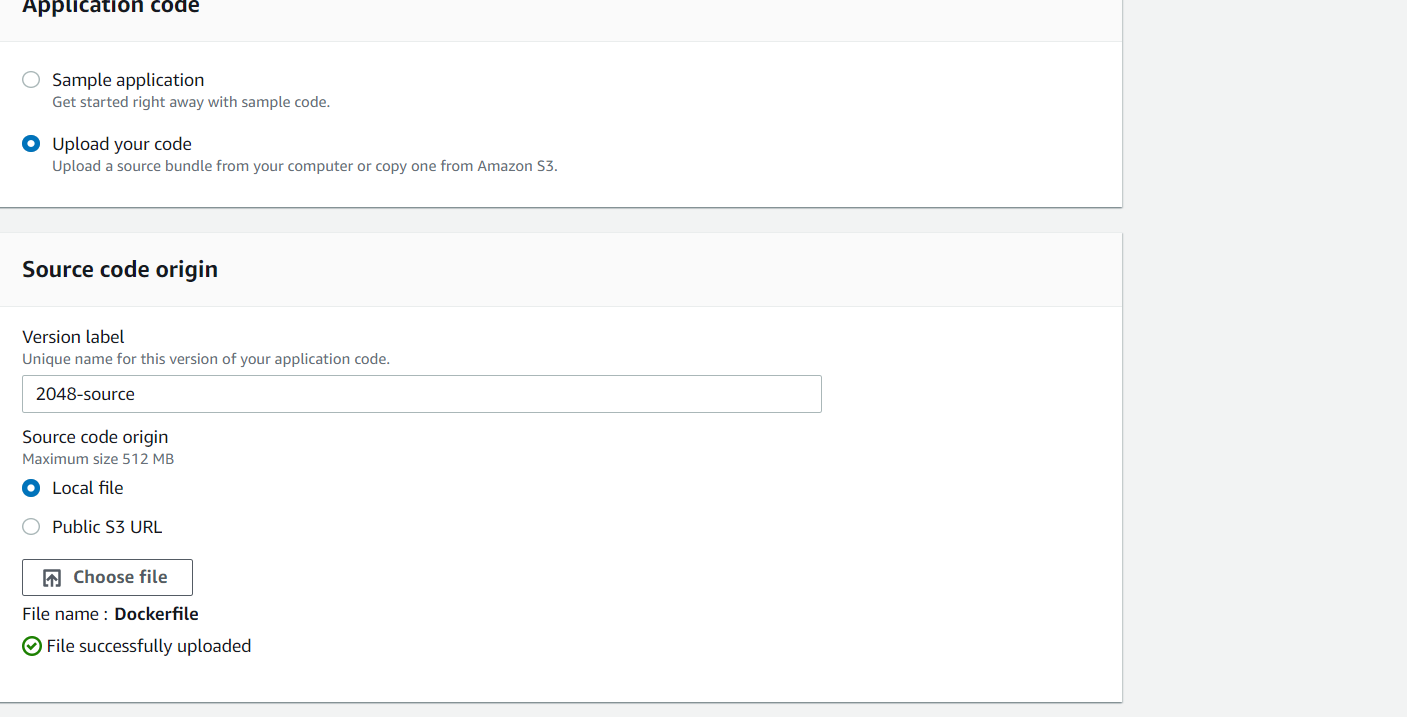 Application code
Sample application
Get started right away with sample code.
Upload your code
Upload a source bundle from your computer or copy one from Amazon S3.
Source code origin
Version label
Unique name for this version of your application code.
2048-source
Source code origin
Maximum size 512 MB
Local file
Public S3 URL
Choose file
File name : Dockerfile
File successfully uploaded